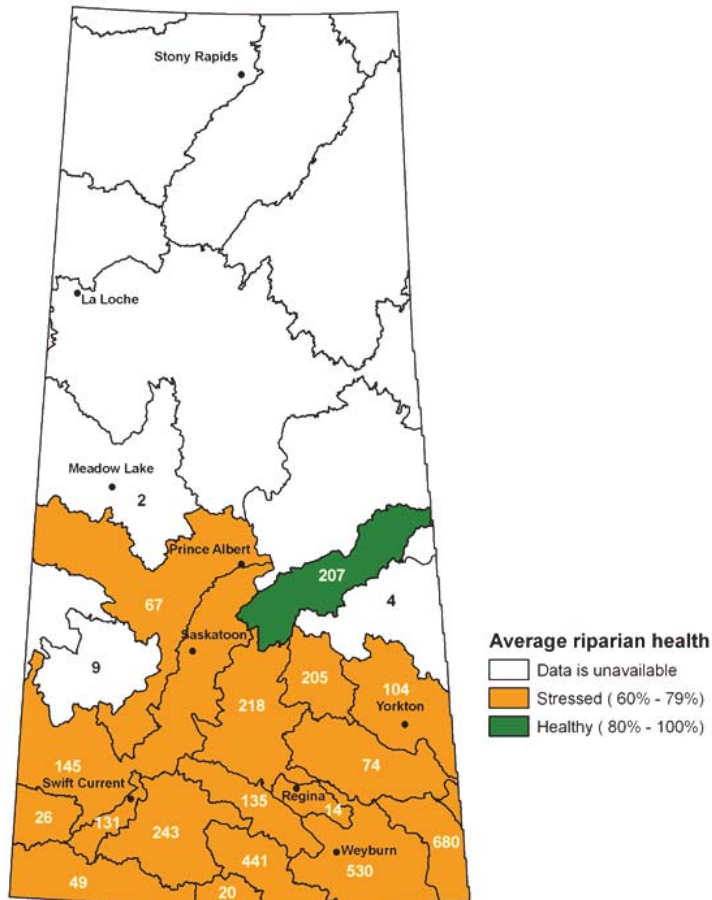 Stony Rapids
La Loche
Meadow Lake
2
Prince Albert
207
67
4
Saskatoon
9
205
104
218
Yorkton
74
145
Swift Current
135
Regina
14
26
131
243
680
441
Weyburn
530
49
20
Average riparian health
Data is unavailable
Stressed ( 60% - 79%)
Healthy ( 80% - 100%)